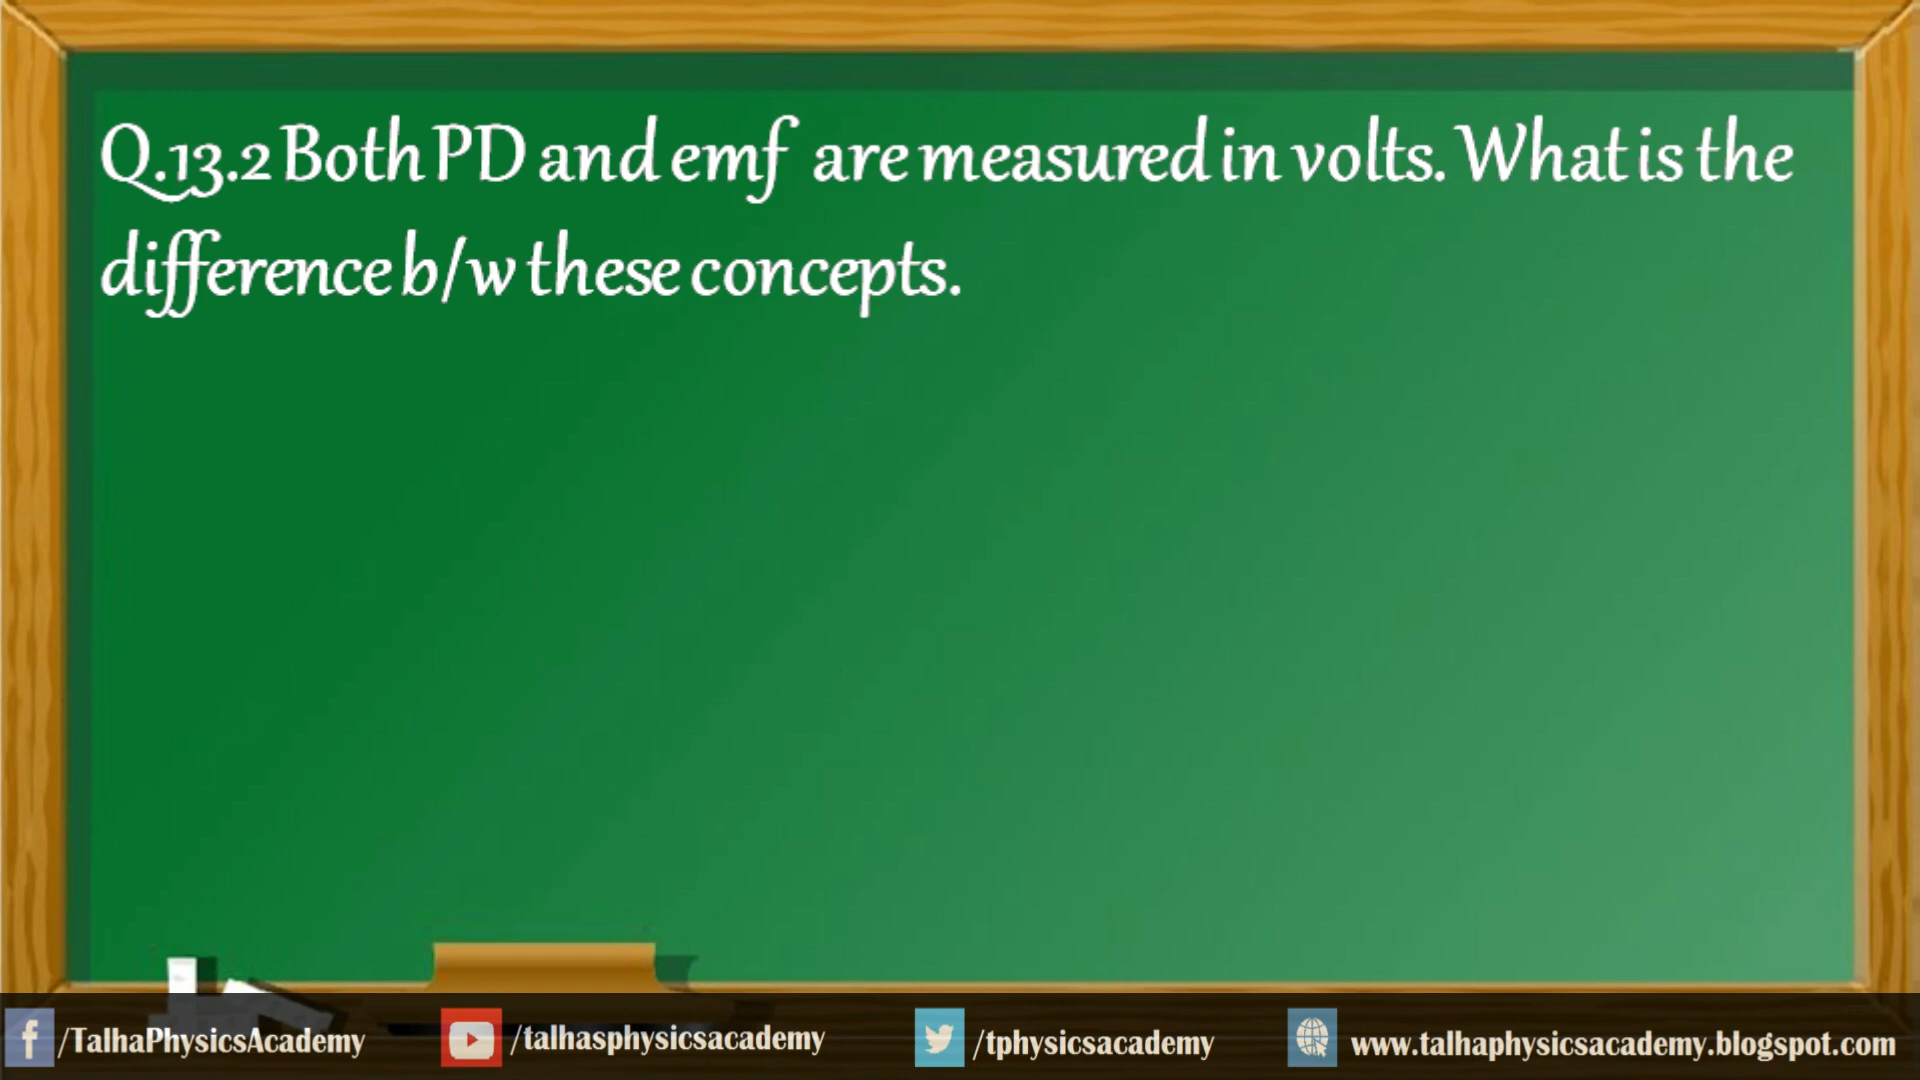 Q.13.2 Both PD and emf are measured in volts. What is the
difference b/w these concepts.
/TalhaPhysicsAcademy /talhasphysicsacademy /tphysicsacademy www.talhaphysicsacademy.blogspot.com